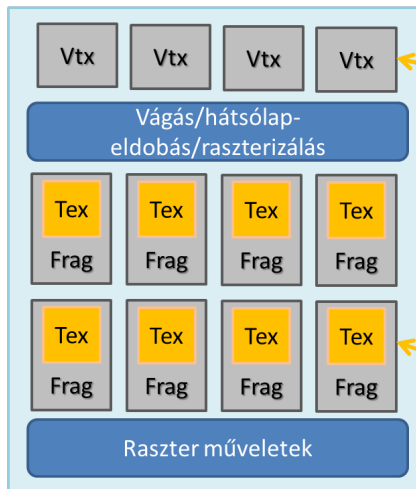 Vtx Vtx Vtx Vtx
Vágás/hátsólap-
eldobás/raszterizálás
Tex Tex Tex Tex
Frag Frag Frag Frag
Tex Tex Tex Tex
Frag Frag Frag Frag
Raszter műveletek